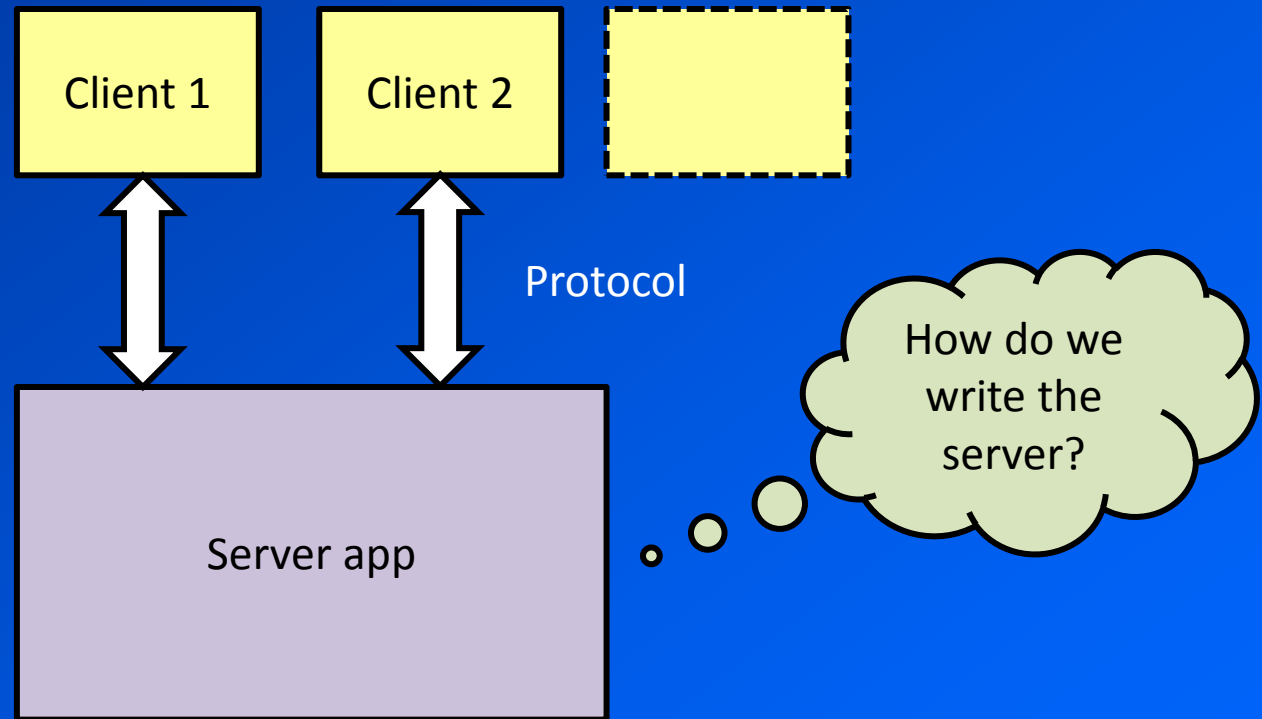 Client 1
Client 2
Protocol
How do we
write the
server?
Server app